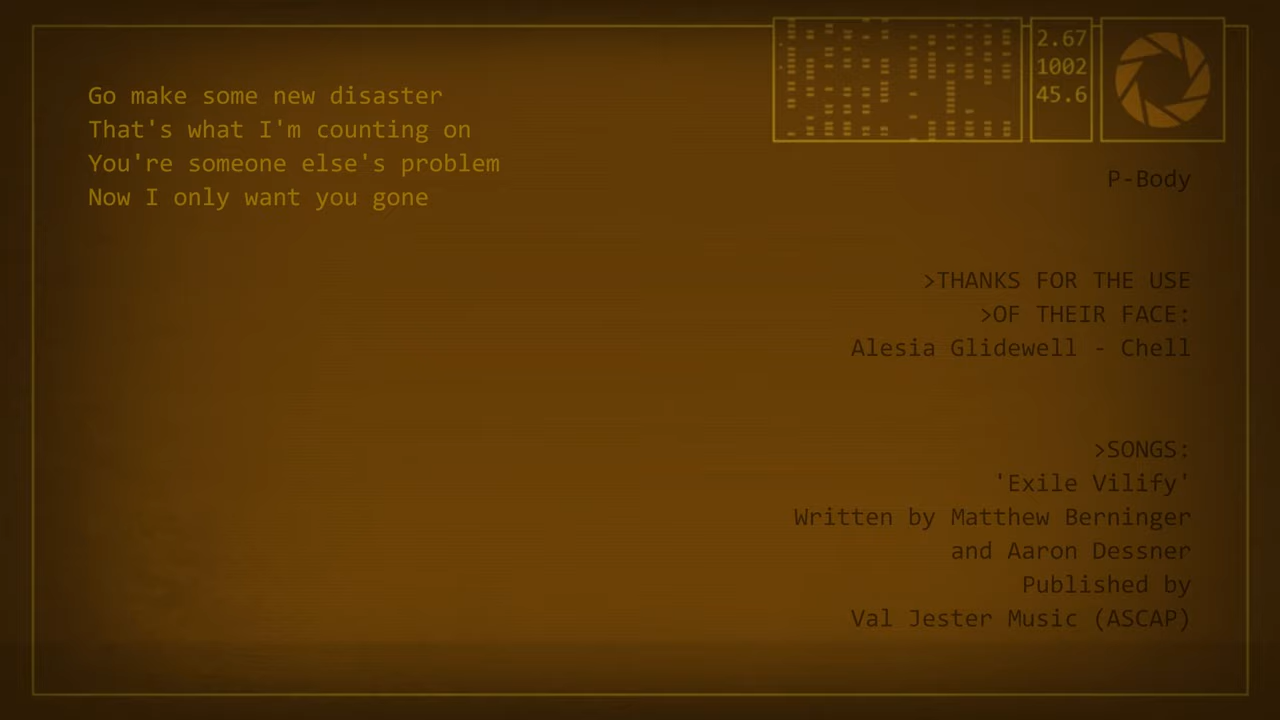 Go make some new disaster
That's what I'm counting on
You're someone else's problem
Now I only want you gone
2.67
1002
45.6
P-Body
>THANKS FOR THE USE
>OF THEIR FACE:
Alesia Glidewell - Chell
>SONGS:
'Exile Vilify'
Written by Matthew Berninger
and Aaron Dessner
Published by
Val Jester Music (ASCAP)